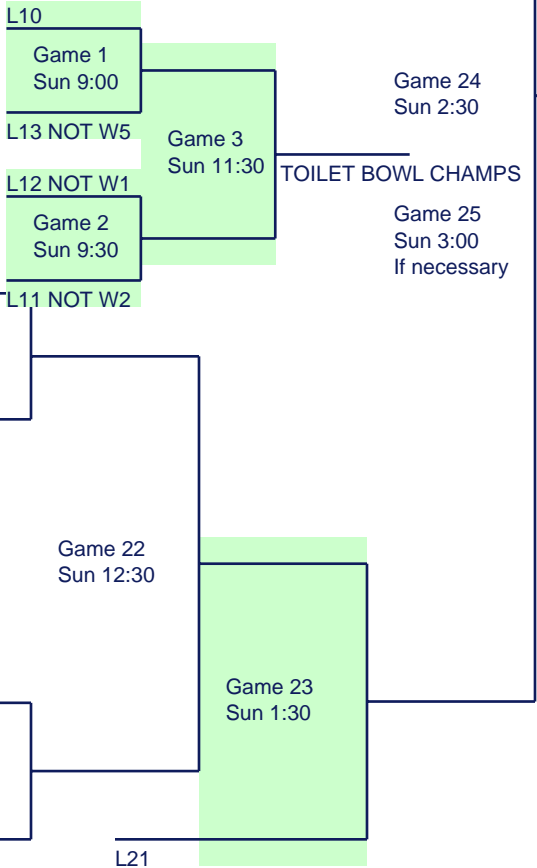 L10
Game 1
Sun 9:00
L13 NOT W5
Game 3
Sun 11:30
L12 NOT W1
Game 2
Sun 9:30
L11 NOT W2
TOILET BOWL CHAMPS
Game 24
Sun 2:30
Game 25
Sun 3:00
If necessary
Game 22
Sun 12:30
Game 23
Sun 1:30
L21